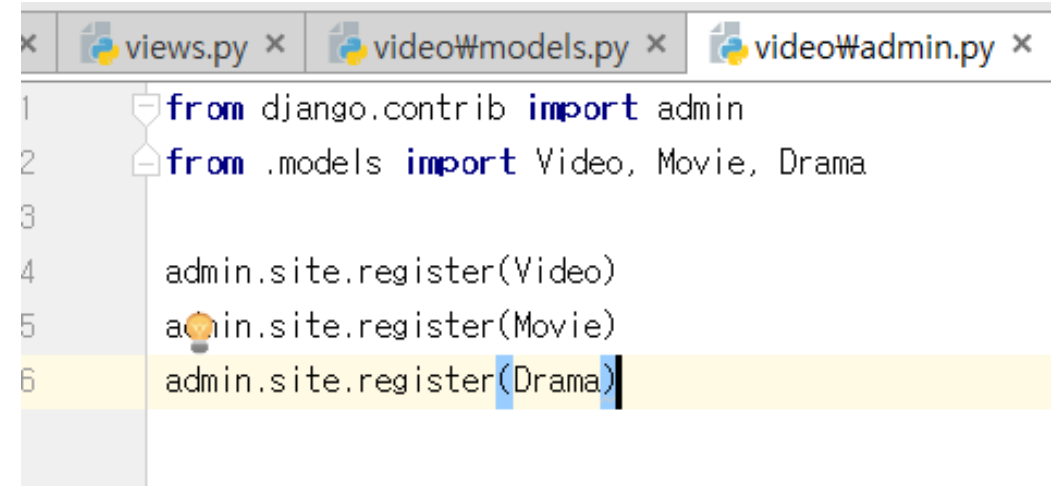 views.py × video₩models.py × video₩admin.py ×
1 from django.contrib import admin
2 from .models import Video, Movie, Drama
3
4 admin.site.register(Video)
5 admin.site.register(Movie)
6 admin.site.register(Drama)